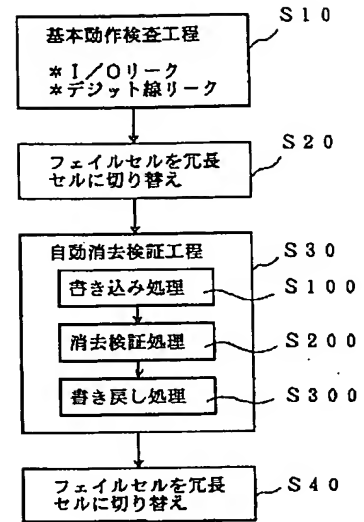 S10
基本動作検査工程
＊I／Oリーク
＊デジット線リーク
S20
フェイルセルを冗長
セルに切り替え
S30
自動消去検証工程
書き込み処理
S100
消去検証処理
S200
書き戻し処理
S300
フェイルセルを冗長
セルに切り替え
S40